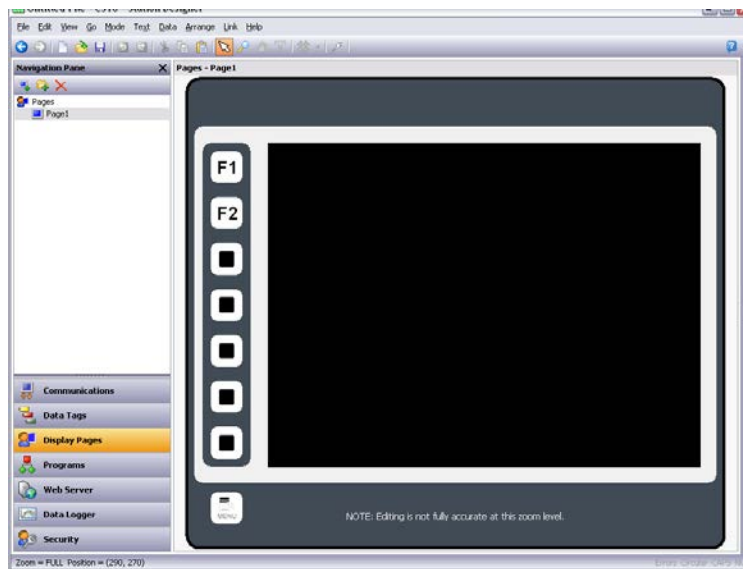 File Edit View Go Mode Text Data Arrange Link Help
Navigation Pane X
Pages - Page1
Pages
Page1
F1
F2
Communications
Data Tags
Display Pages
Programs
Web Server
Data Logger
Security
MENU
NOTE: Editing is not fully accurate at this zoom level.
Zoom = FULL Position = (290, 270)